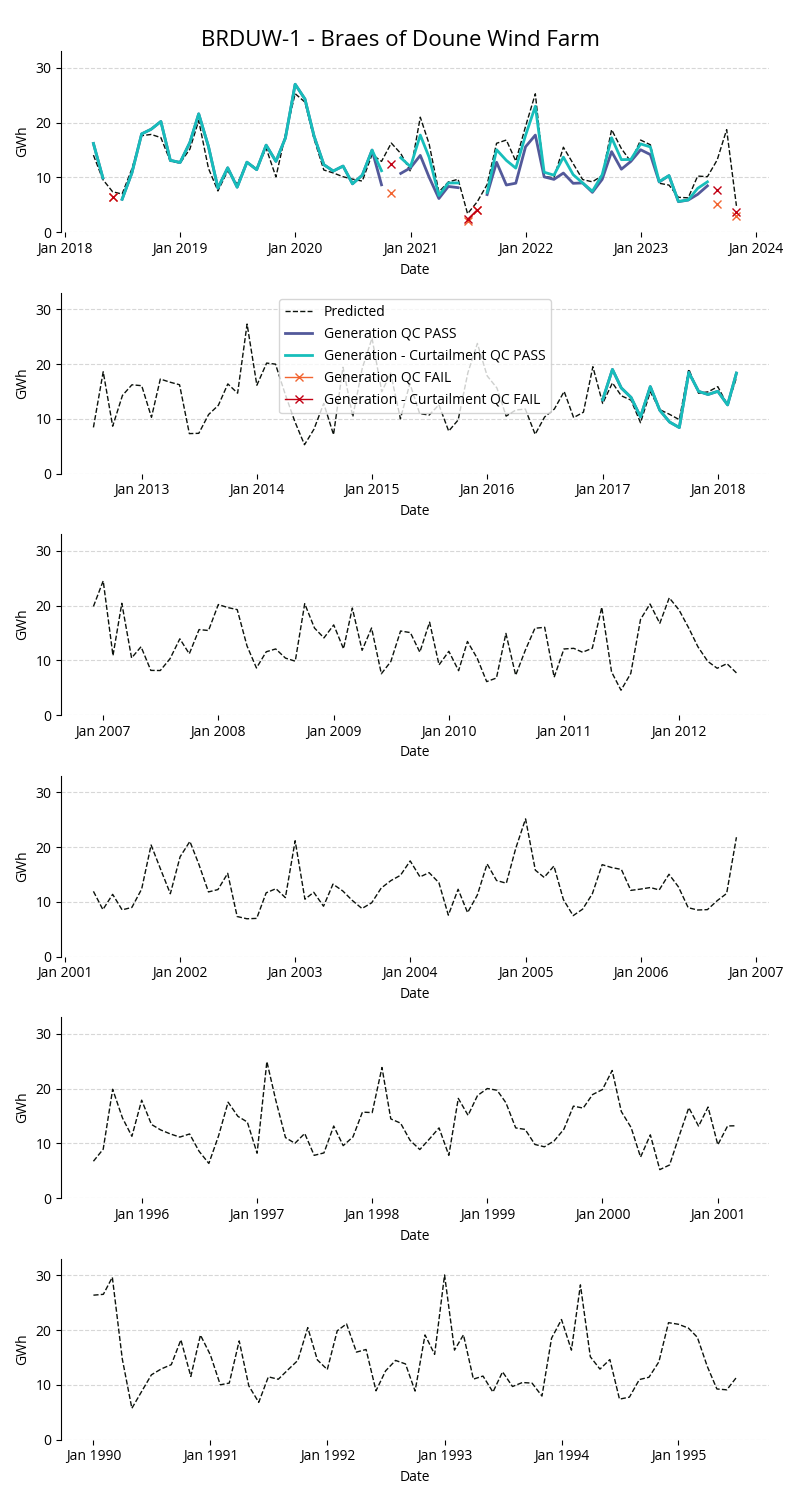 BRDUW-1 - Braes of Doune Wind Farm
30
20
10
0
GWh
Jan 2018 Jan 2019 Jan 2020 Jan 2021 Jan 2022 Jan 2023 Jan 2024
Date
30
20
10
0
GWh
Predicted
Generation QC PASS
Generation - Curtailment QC PASS
Generation QC FAIL
Generation - Curtailment QC FAIL
Jan 2013 Jan 2014 Jan 2015 Jan 2016 Jan 2017 Jan 2018
Date
30
20
10
0
GWh
Jan 2007 Jan 2008 Jan 2009 Jan 2010 Jan 2011 Jan 2012
Date
30
20
10
0
GWh
Jan 2001 Jan 2002 Jan 2003 Jan 2004 Jan 2005 Jan 2006 Jan 2007
Date
30
20
10
0
GWh
Jan 1996 Jan 1997 Jan 1998 Jan 1999 Jan 2000 Jan 2001
Date
30
20
10
0
GWh
Jan 1990 Jan 1991 Jan 1992 Jan 1993 Jan 1994 Jan 1995
Date